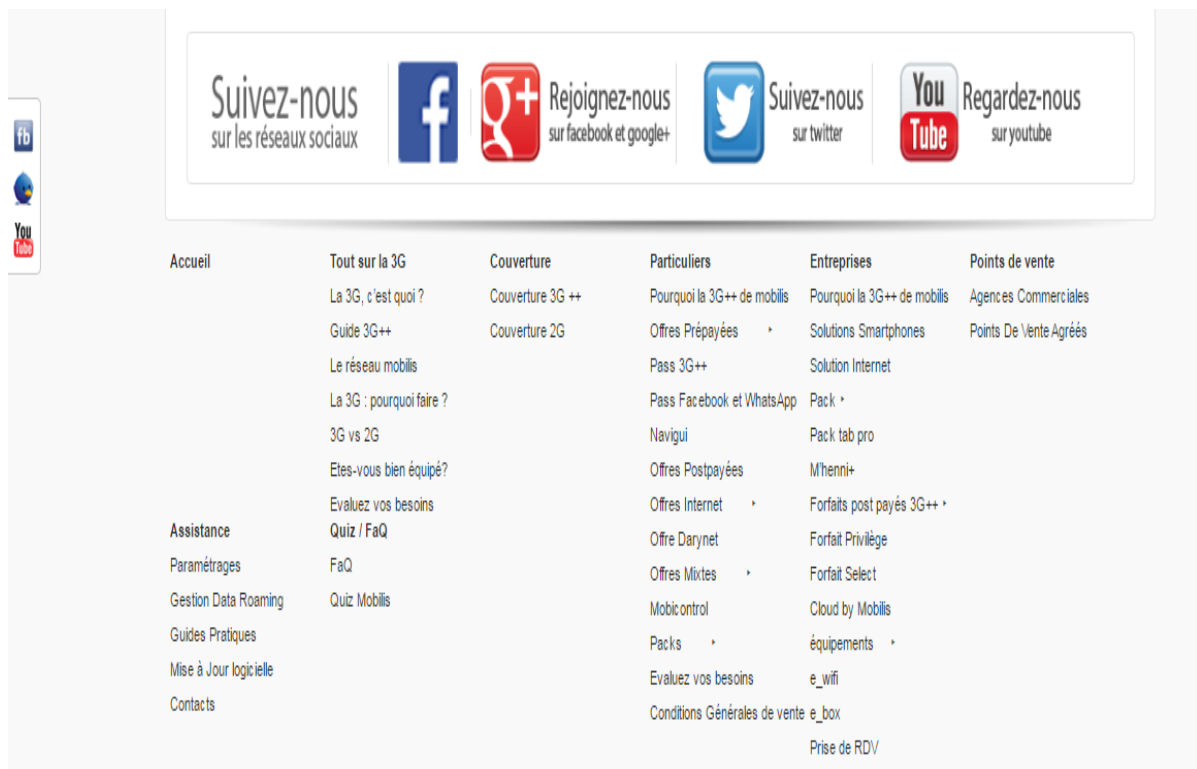 Suivez-nous
sur les réseaux sociaux
f
g+
Rejoignez-nous
sur facebook et google+
Suivez-nous
sur twitter
You
Tube
Regardez-nous
sur youtube
fb
You
Tube
Accueil
Tout sur la 3G
La 3G, c'est quoi ?
Guide 3G++
Le réseau mobilis
La 3G : pourquoi faire ?
3G vs 2G
Etes-vous bien équipé?
Evaluez vos besoins
Couverture
Couverture 3G ++
Couverture 2G
Particuliers
Pourquoi la 3G++ de mobilis
Offres Prépayées
Pass 3G++
Pass Facebook et WhatsApp
Navigui
Offres Postpayées
Offres Internet
Offre Darynet
Offres Mixtes
Mobicontrol
Packs
Evaluez vos besoins
Conditions Générales de vente
Entreprises
Pourquoi la 3G++ de mobilis
Solutions Smartphones
Solution Internet
Pack
Pack tab pro
M'henni+
Forfaits post payés 3G++
Forfait Privilège
Forfait Select
Cloud by Mobilis
équipements
e_wifi
e_box
Prise de RDV
Points de vente
Agences Commerciales
Points De Vente Agréés
Assistance
Paramétrages
Gestion Data Roaming
Guides Pratiques
Mise à Jour logicielle
Contacts
Quiz / FaQ
FaQ
Quiz Mobilis